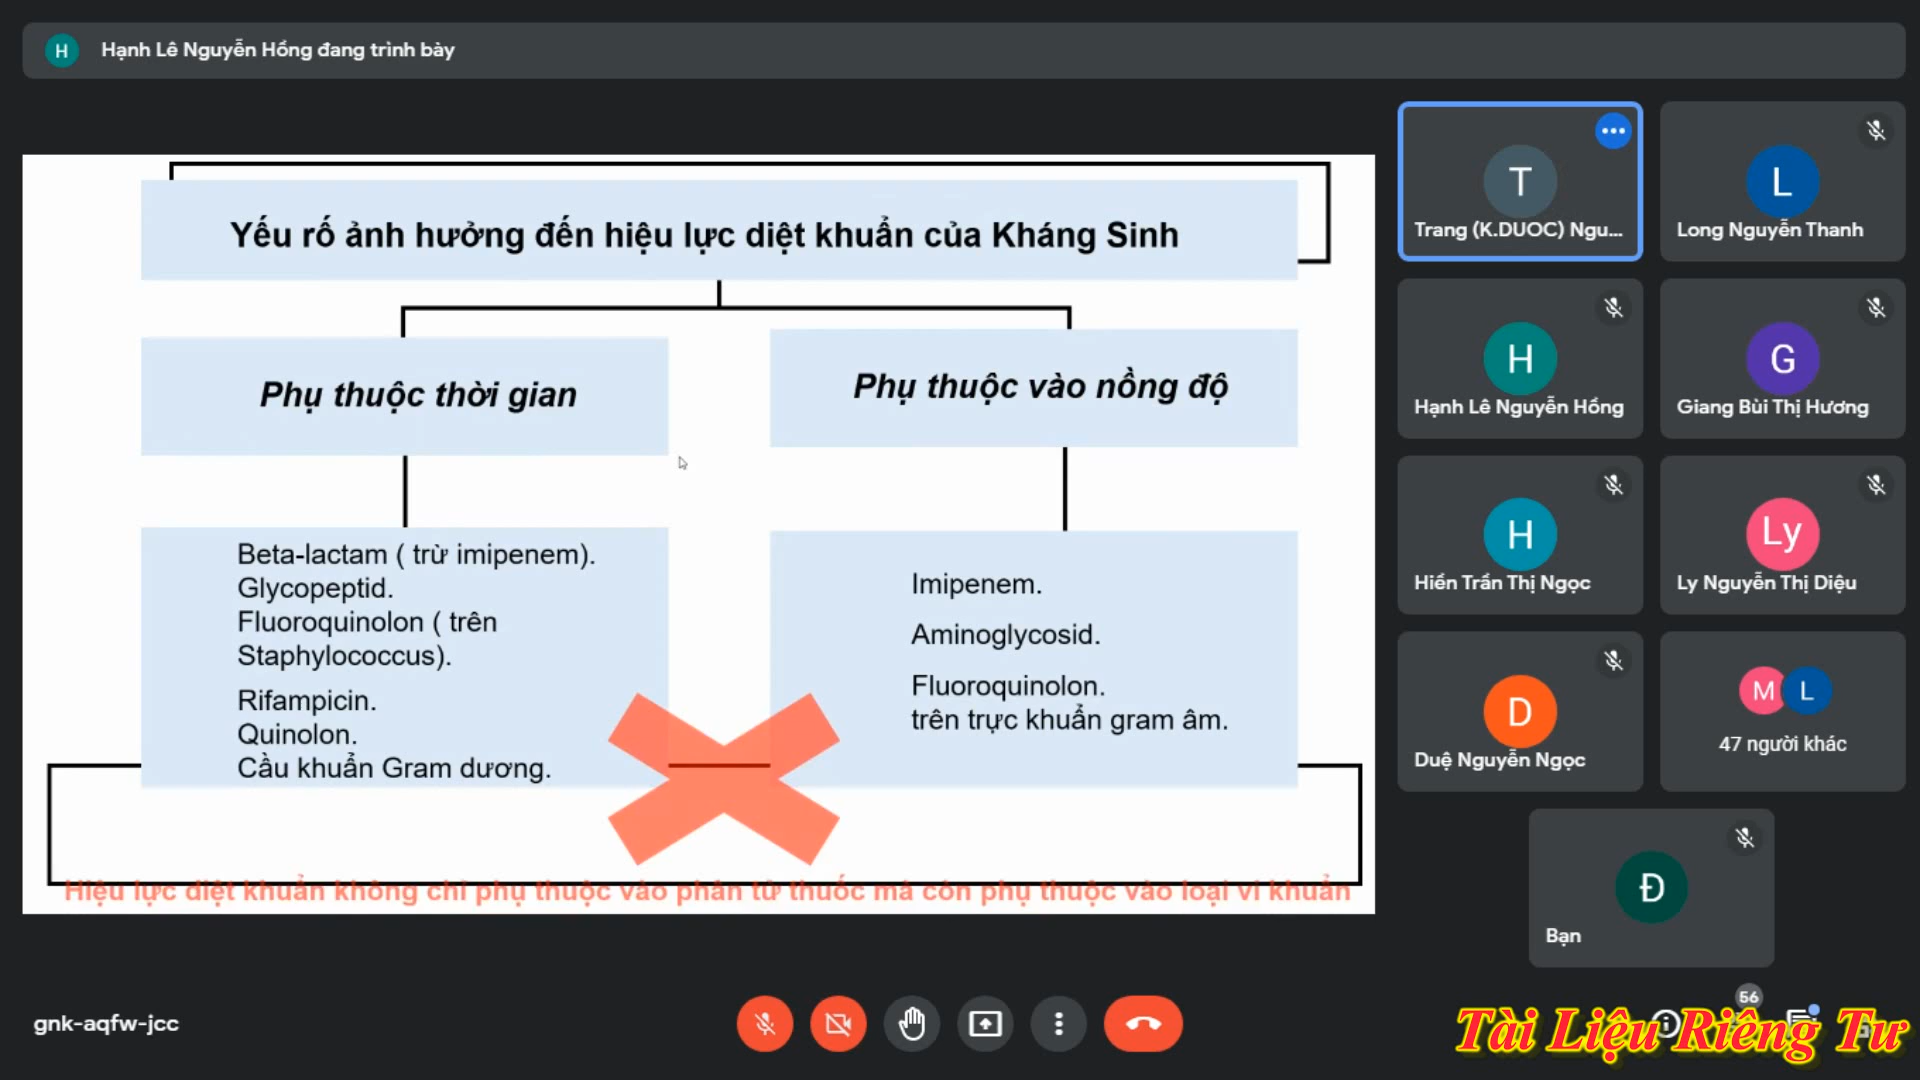 H
Hạnh Lê Nguyễn Hồng đang trình bày
Yếu rố ảnh hưởng đến hiệu lực diệt khuẩn của Kháng Sinh
Phụ thuộc thời gian
Phụ thuộc vào nồng độ
Beta-lactam ( trừ imipenem).
Glycopeptid.
Fluoroquinolon ( trên
Staphylococcus).
Rifampicin.
Quinolon.
Cầu khuẩn Gram dương.
Imipenem.
Aminoglycosid.
Fluoroquinolon.
trên trực khuẩn gram âm.
Hiệu lực diệt khuẩn không chỉ phụ thuộc vào phân tử thuốc mà còn phụ thuộc vào loại vi khuẩn
T
Trang (K.DUOC) Ngu...
L
Long Nguyễn Thanh
H
Hạnh Lê Nguyễn Hồng
G
Giang Bùi Thị Hương
H
Hiền Trần Thị Ngọc
Ly
Ly Nguyễn Thị Diệu
D
Duệ Nguyễn Ngọc
M L
47 người khác
Đ
Bạn
gnk-aqfw-jcc
56
Tài Liệu Riêng Tư